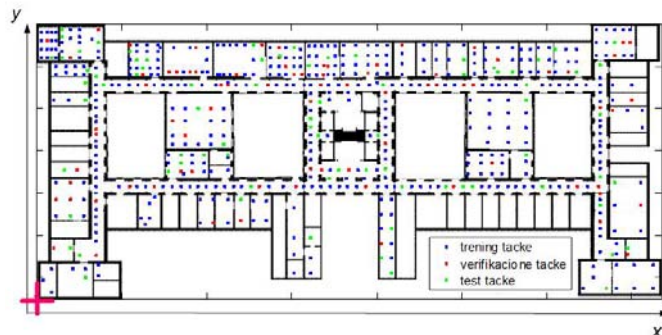 y
trening tacke
verifikacione tacke
test tacke
x